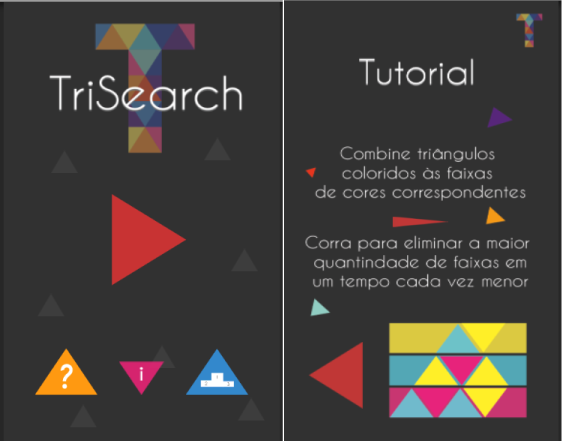 TriSearch
?
i
Tutorial
Combine triângulos
coloridos às faixas
de cores correspondentes
Corra para eliminar a maior
quantindade de faixas em
um tempo cada vez menor